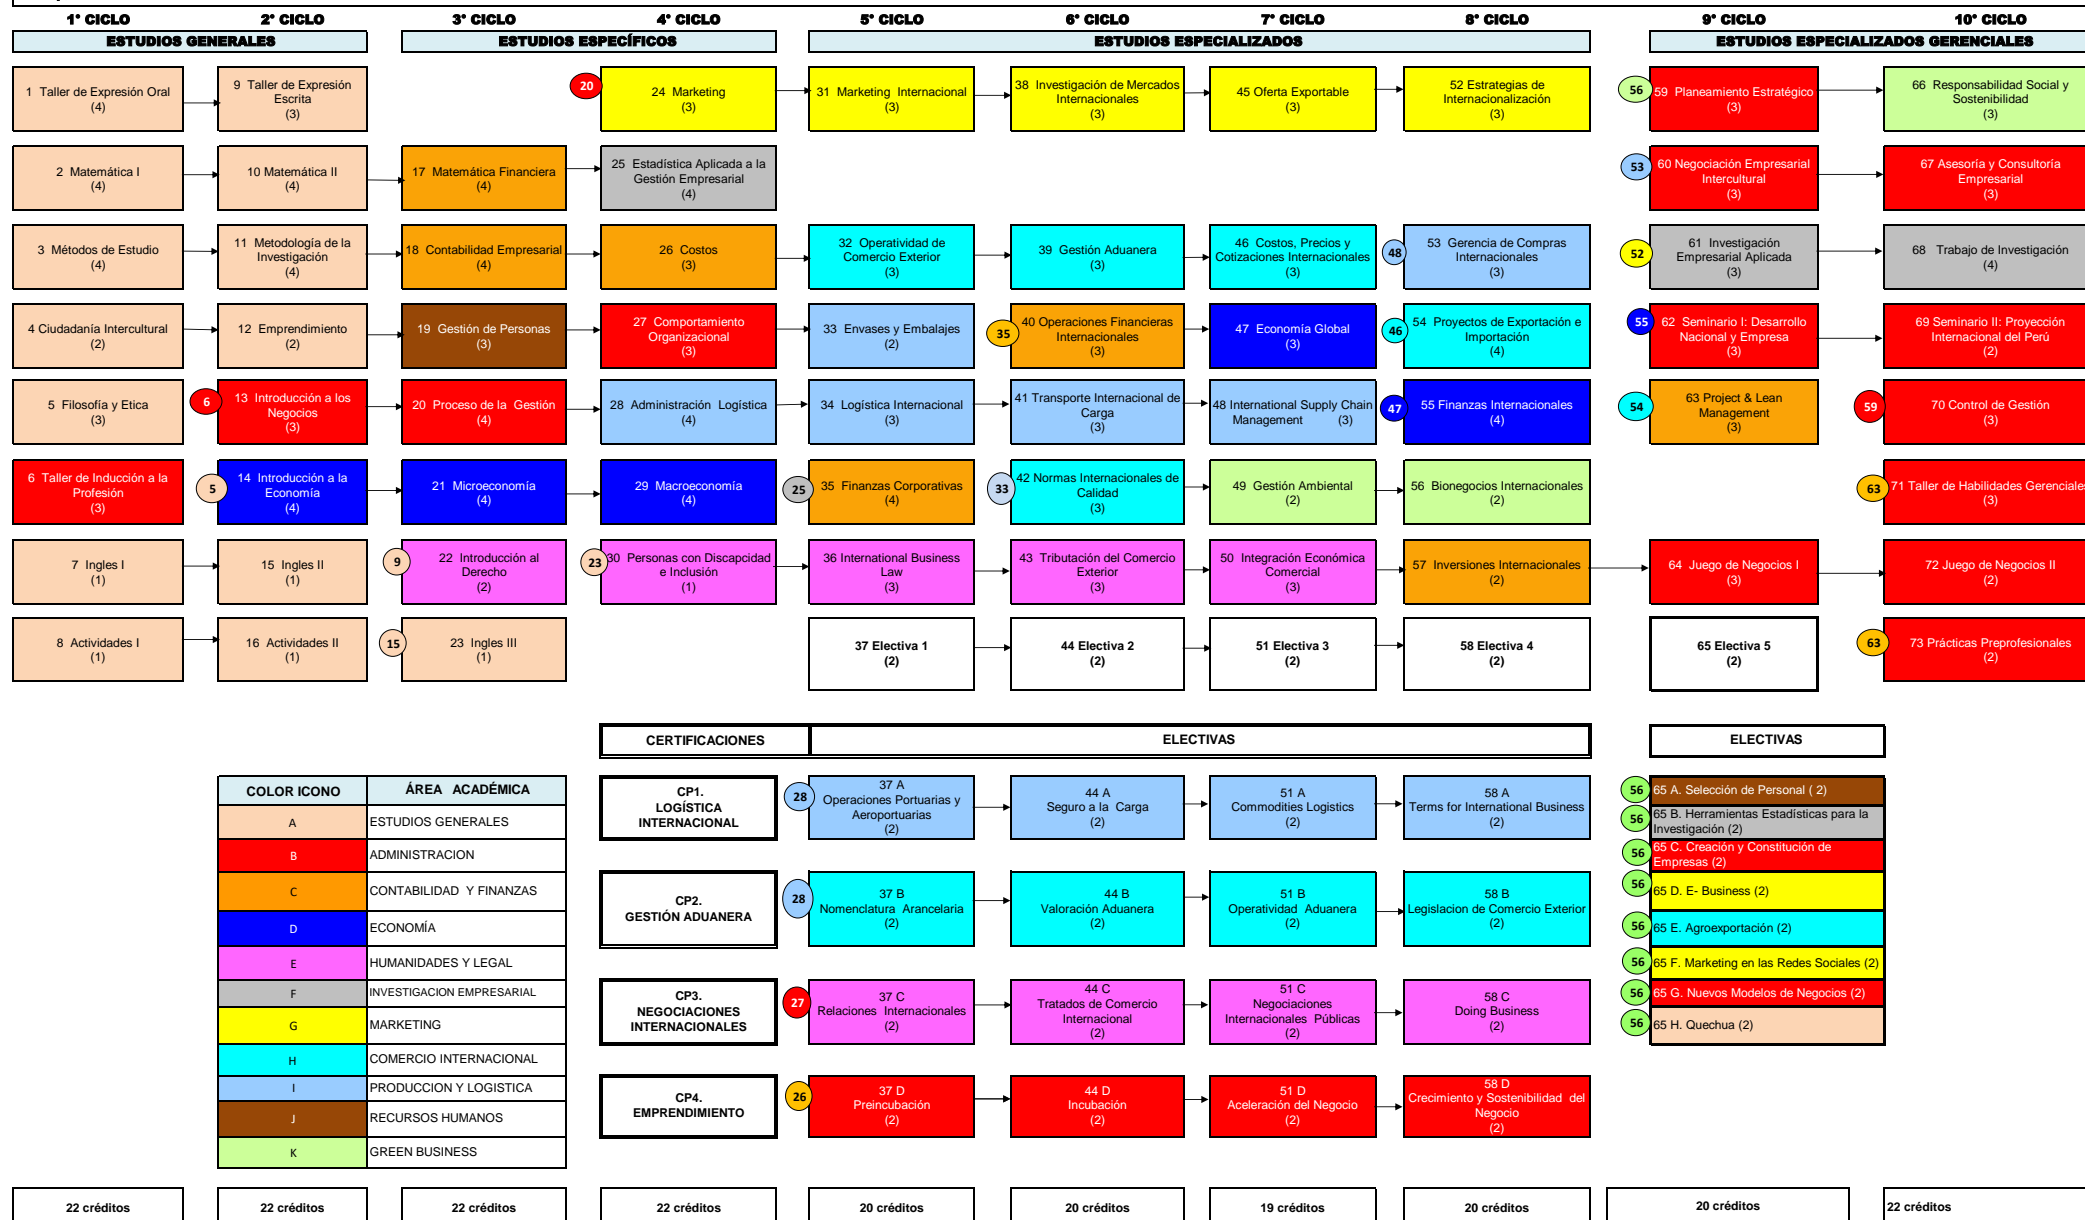 1° CICLO 2° CICLO 3° CICLO 4° CICLO 5° CICLO 6° CICLO 7° CICLO 8° CICLO 9° CICLO 10° CICLO
ESTUDIOS GENERALES ESTUDIOS ESPECÍFICOS ESTUDIOS ESPECIALIZADOS ESTUDIOS ESPECIALIZADOS GERENCIALES
1 Taller de Expresión Oral
(4)
9 Taller de Expresión
Escrita
(3)
20
24 Marketing
(3)
31 Marketing Internacional
(3)
38 Investigación de Mercados
Internacionales
(3)
45 Oferta Exportable
(3)
52 Estrategias de
Internacionalización
(3)
56
59 Planeamiento Estratégico
(3)
66 Responsabilidad Social y
Sostenibilidad
(3)
2 Matemática I
(4)
10 Matemática II
(4)
17 Matemática Financiera
(4)
25 Estadística Aplicada a la
Gestión Empresarial
(4)
53
60 Negociación Empresarial
Intercultural
(3)
67 Asesoría y Consultoría
Empresarial
(3)
3 Métodos de Estudio
(4)
11 Metodología de la
Investigación
(4)
18 Contabilidad Empresarial
(4)
26 Costos
(3)
32 Operatividad de
Comercio Exterior
(3)
39 Gestión Aduanera
(3)
46 Costos, Precios y
Cotizaciones Internacionales
(3)
48
53 Gerencia de Compras
Internacionales
(3)
52
61 Investigación
Empresarial Aplicada
(3)
68 Trabajo de Investigación
(4)
4 Ciudadanía Intercultural
(2)
12 Emprendimiento
(2)
19 Gestión de Personas
(3)
27 Comportamiento
Organizacional
(3)
33 Envases y Embalajes
(2)
35
40 Operaciones Financieras
Internacionales
(3)
47 Economía Global
(3)
46
54 Proyectos de Exportación e
Importación
(4)
55
62 Seminario I: Desarrollo
Nacional y Empresa
(3)
69 Seminario II: Proyección
Internacional del Perú
(2)
5 Filosofía y Etica
(3)
6
13 Introducción a los
Negocios
(3)
20 Proceso de la Gestión
(4)
28 Administración Logística
(4)
34 Logística Internacional
(3)
41 Transporte Internacional de
Carga
(3)
48 International Supply Chain
Management (3)
47
55 Finanzas Internacionales
(4)
54
63 Project & Lean
Management
(3)
59
70 Control de Gestión
(3)
6 Taller de Inducción a la
Profesión
(3)
5
14 Introducción a la
Economía
(4)
21 Microeconomía
(4)
29 Macroeconomía
(4)
25
35 Finanzas Corporativas
(4)
33
42 Normas Internacionales de
Calidad
(3)
49 Gestión Ambiental
(2)
56 Bionegocios Internacionales
(2)
63
71 Taller de Habilidades Gerenciales
(3)
7 Ingles I
(1)
15 Ingles II
(1)
9
22 Introducción al
Derecho
(2)
23
30 Personas con Discapcidad
e Inclusión
(1)
36 International Business
Law
(3)
43 Tributación del Comercio
Exterior
(3)
50 Integración Económica
Comercial
(3)
57 Inversiones Internacionales
(2)
64 Juego de Negocios I
(3)
72 Juego de Negocios II
(2)
8 Actividades I
(1)
16 Actividades II
(1)
15
23 Ingles III
(1)
37 Electiva 1
(2)
44 Electiva 2
(2)
51 Electiva 3
(2)
58 Electiva 4
(2)
65 Electiva 5
(2)
63
73 Prácticas Preprofesionales
(2)
CERTIFICACIONES ELECTIVAS ELECTIVAS
COLOR ICONO ÁREA ACADÉMICA
A ESTUDIOS GENERALES
B ADMINISTRACION
C CONTABILIDAD Y FINANZAS
D ECONOMÍA
E HUMANIDADES Y LEGAL
F INVESTIGACION EMPRESARIAL
G MARKETING
H COMERCIO INTERNACIONAL
I PRODUCCION Y LOGISTICA
J RECURSOS HUMANOS
K GREEN BUSINESS
CP1.
LOGÍSTICA
INTERNACIONAL
28
37 A
Operaciones Portuarias y
Aeroportuarias
(2)
44 A
Seguro a la Carga
(2)
51 A
Commodities Logistics
(2)
58 A
Terms for International Business
(2)
CP2.
GESTIÓN ADUANERA
28
37 B
Nomenclatura Arancelaria
(2)
44 B
Valoración Aduanera
(2)
51 B
Operatividad Aduanera
(2)
58 B
Legislacion de Comercio Exterior
(2)
CP3.
NEGOCIACIONES
INTERNACIONALES
27
37 C
Relaciones Internacionales
(2)
44 C
Tratados de Comercio
Internacional
(2)
51 C
Negociaciones
Internacionales Públicas
(2)
58 C
Doing Business
(2)
CP4.
EMPRENDIMIENTO
26
37 D
Preincubación
(2)
44 D
Incubación
(2)
51 D
Aceleración del Negocio
(2)
58 D
Crecimiento y Sostenibilidad del
Negocio
(2)
56 65 A. Selección de Personal ( 2)
56 65 B. Herramientas Estadísticas para la
Investigación (2)
56 65 C. Creación y Constitución de
Empresas (2)
56 65 D. E- Business (2)
56 65 E. Agroexportación (2)
56 65 F. Marketing en las Redes Sociales (2)
56 65 G. Nuevos Modelos de Negocios (2)
56 65 H. Quechua (2)
22 créditos 22 créditos 22 créditos 22 créditos 20 créditos 20 créditos 19 créditos 20 créditos 20 créditos 22 créditos